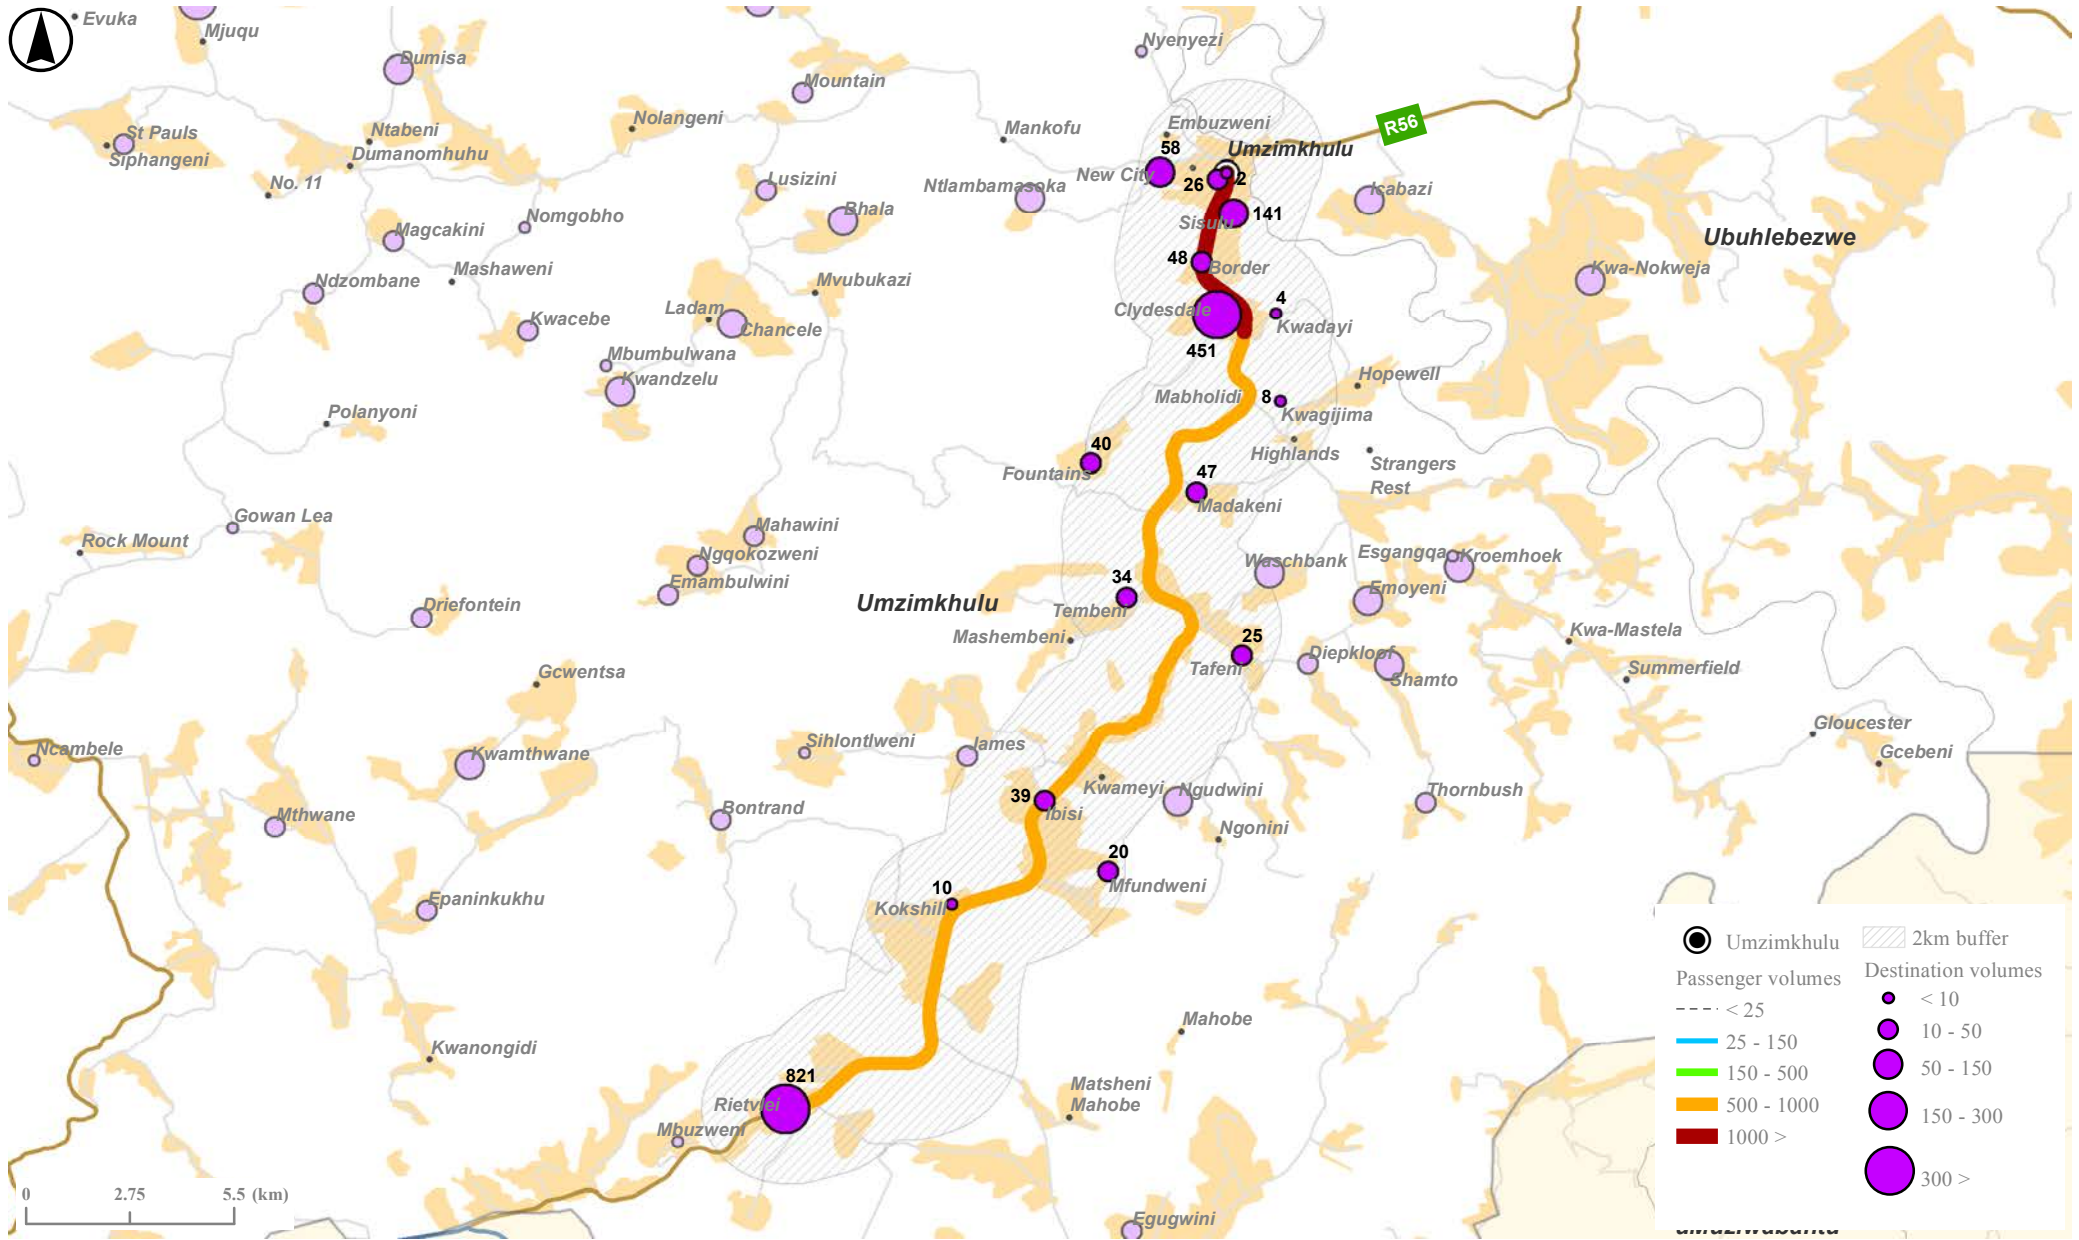 Evuka
Mjuqu
Dumisa
Nyenyezi
Mountain
St Pauls
Siphangeni
Ntabeni
Dumanomhuhu
Nolangeni
Mankofu
Embuzweni
R56
58
Umzimkhulu
No. 11
Lusizini
Ntlambamasoka
New City
26
2
Isabazi
Nomgobho
Bhala
Sisulu
141
Magcakini
Ubuhlebezwe
Mashaweni
48
Border
Kwa-Nokweja
Ndzombane
Mvubukazi
Ladam
Chancele
Kwacebe
Clydesdale
4
Kwadayi
451
Mbumbulwana
Kwandzelu
Hopewell
Mabholidi
8
Kwagijima
Polanyoni
40
Fountains
Highlands
Strangers
Rest
47
Madakeni
Gowan Lea
Rock Mount
Mahawini
Ngqokozweni
Emambulwini
Waschbank
Esgangqa
Kroemhoek
Emoyeni
34
Tembeni
Umzimkhulu
Driefontein
Mashembeni
25
Tafeni
Diepkloof
Shamto
Kwa-Mastela
Summerfield
Gcwentsa
Gloucester
Gcebeni
Ncambele
Kwamthwane
Sihlontlweni
Iames
Kwameyi
Ngudwini
Thornbush
39
Ibisi
Mthwane
Bontrand
Ngonini
20
Mfundweni
10
Kokshill
Epaninkukhu
Mahobe
Kwanongidi
821
Rietvlei
Mbuzweni
Matsheni
Mahobe
Egugwini
0 2.75 5.5 (km)
Umzimkhulu
Passenger volumes
< 25
25 - 150
150 - 500
500 - 1000
1000 >
2km buffer
Destination volumes
< 10
10 - 50
50 - 150
150 - 300
300 >